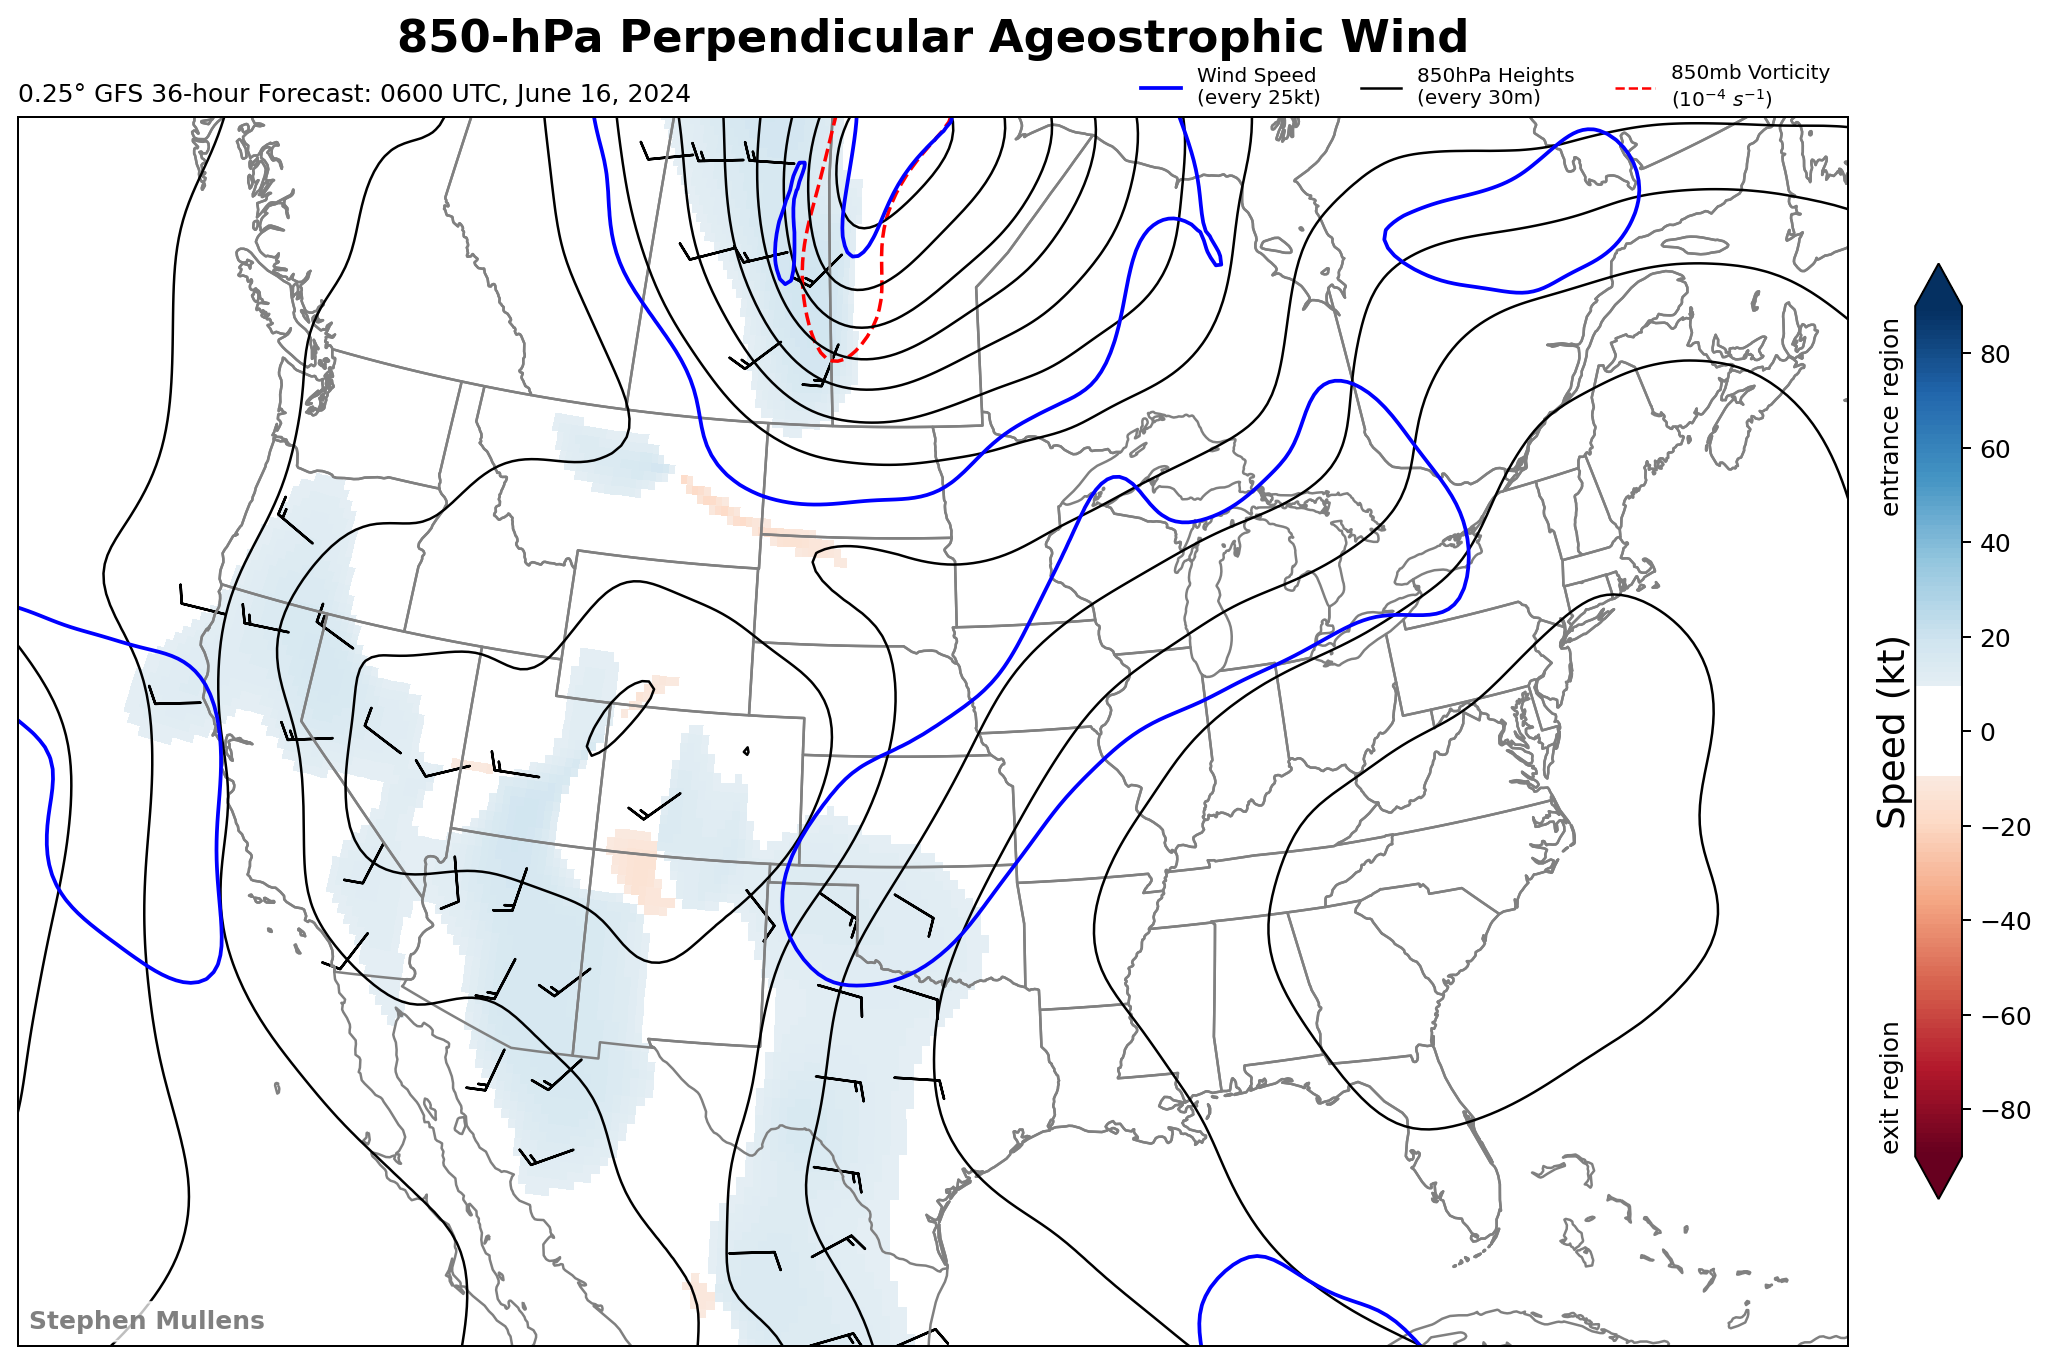 850-hPa Perpendicular Ageostrophic Wind
0.25° GFS 36-hour Forecast: 0600 UTC, June 16, 2024
Wind Speed
(every 25kt)
850hPa Heights
(every 30m)
850mb Vorticity
(10⁻⁴ s⁻¹)
entrance region
Speed (kt)
exit region
80
60
40
20
0
−20
−40
−60
−80
Stephen Mullens